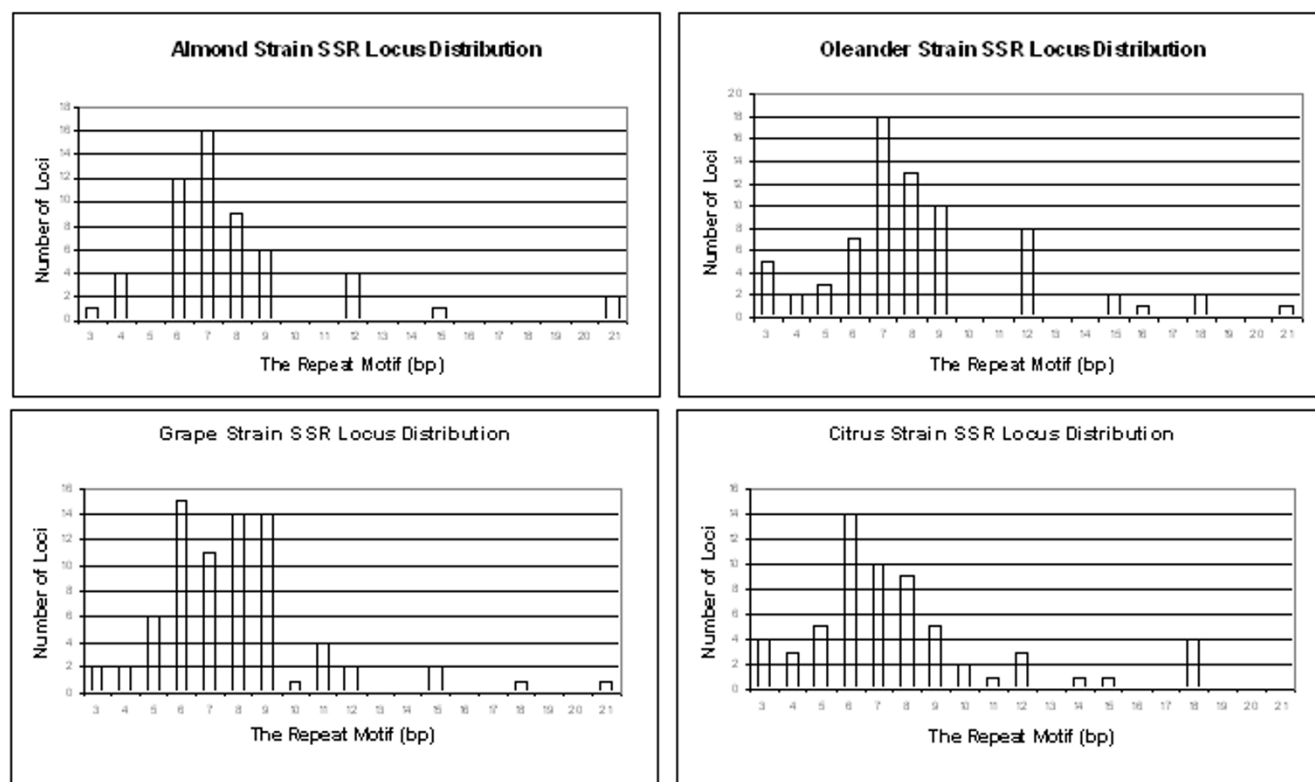 Almond Strain SSR Locus Distribution
Number of Loci
18
16
14
12
10
8
6
4
2
0
3 4 5 6 7 8 9 10 11 12 13 14 15 16 17 18 19 20 21
The Repeat Motif (bp)
Oleander Strain SSR Locus Distribution
Number of Loci
20
18
16
14
12
10
8
6
4
2
0
3 4 5 6 7 8 9 10 11 12 13 14 15 16 17 18 19 20 21
The Repeat Motif (bp)
Grape Strain SSR Locus Distribution
Number of Loci
16
14
12
10
8
6
4
2
0
3 4 5 6 7 8 9 10 11 12 13 14 15 16 17 18 19 20 21
The Repeat Motif (bp)
Citrus Strain SSR Locus Distribution
Number of Loci
16
14
12
10
8
6
4
2
0
3 4 5 6 7 8 9 10 11 12 13 14 15 16 17 18 19 20 21
The Repeat Motif (bp)